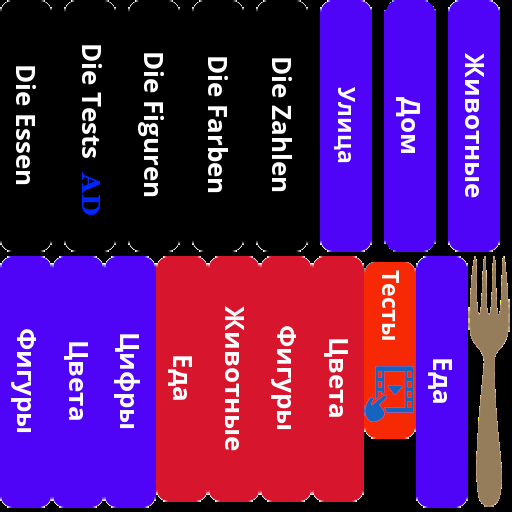 Die Essen
Die Tests AD
Die Figuren
Die Farben
Die Zahlen
Улица
Дом
Животные
Фигуры
Цвета
Цифры
Еда
Животные
Фигуры
Цвета
Тесты
Еда